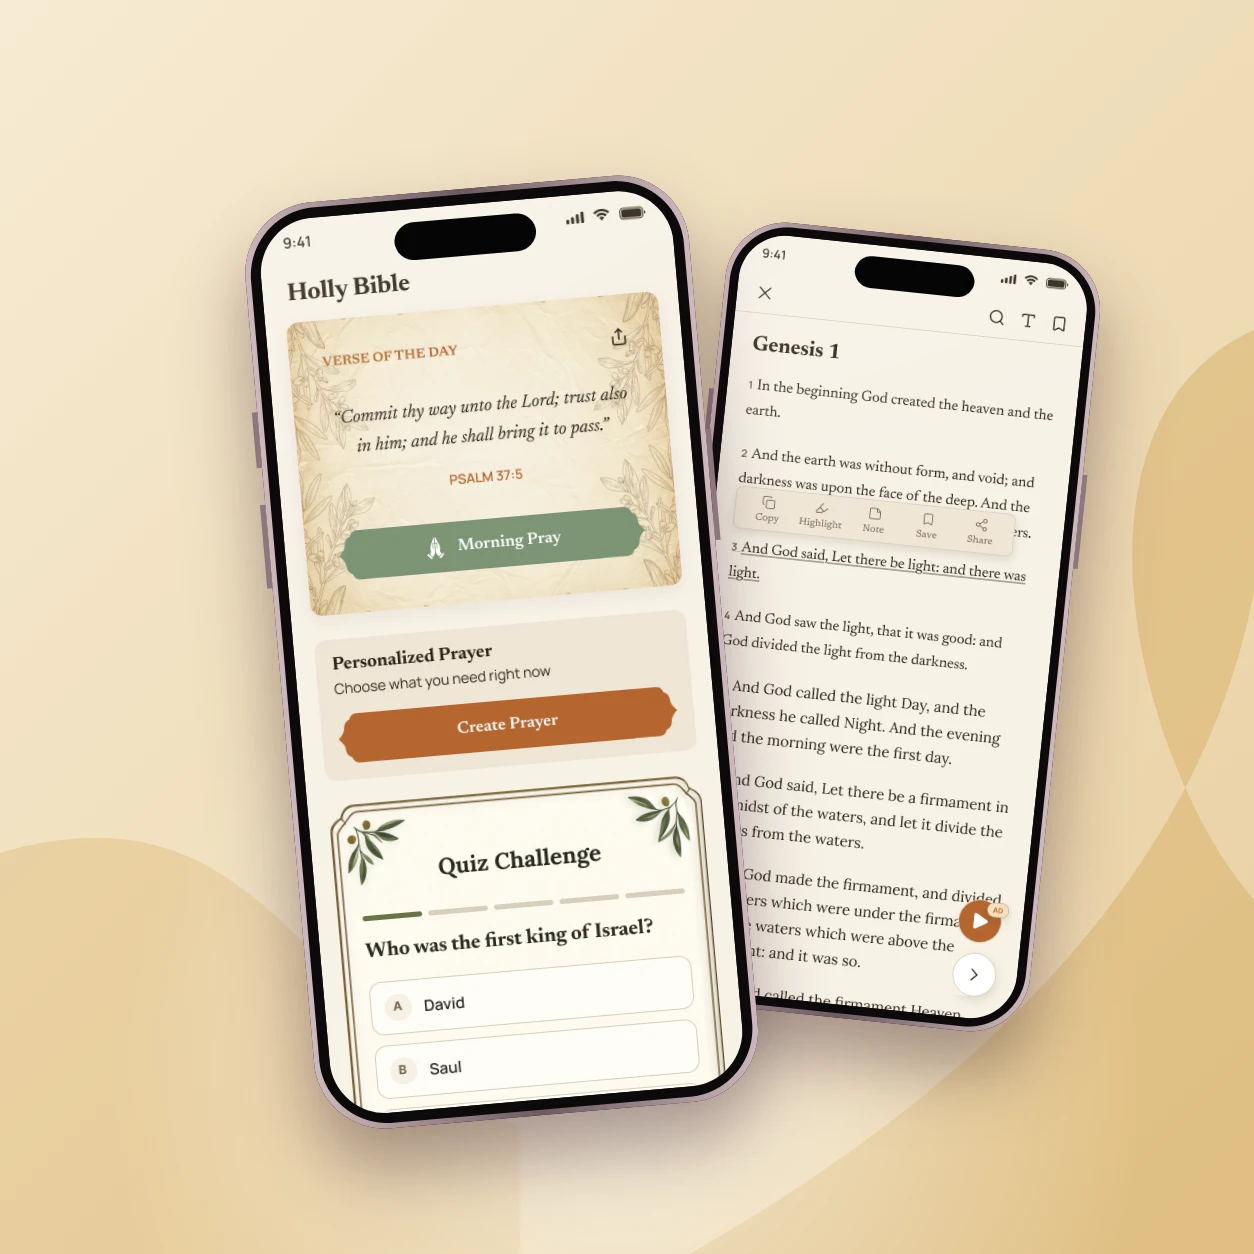 9:41
Holly Bible
VERSE OF THE DAY
“Commit thy way unto the Lord; trust also
in him; and he shall bring it to pass.”
PSALM 37:5
Morning Pray
Personalized Prayer
Choose what you need right now
Create Prayer
Quiz Challenge
Who was the first king of Israel?
A David
B Saul
9:41
Genesis 1
1 In the beginning God created the heaven and the
earth.
2 And the earth was without form, and void; and
darkness was upon the face of the deep. And the
ers.
Copy Highlight Note Save Share
3 And God said, Let there be light: and there was
light.
4 And God saw the light, that it was good: and
God divided the light from the darkness.
And God called the light Day, and the
rkness he called Night. And the evening
the morning were the first day.
nd God said, Let there be a firmament in
midst of the waters, and let it divide the
s from the waters.
God made the firmament, and divided
ers which were under the firma
AD
waters which were above the
nt: and it was so.
called the firmament Heaven